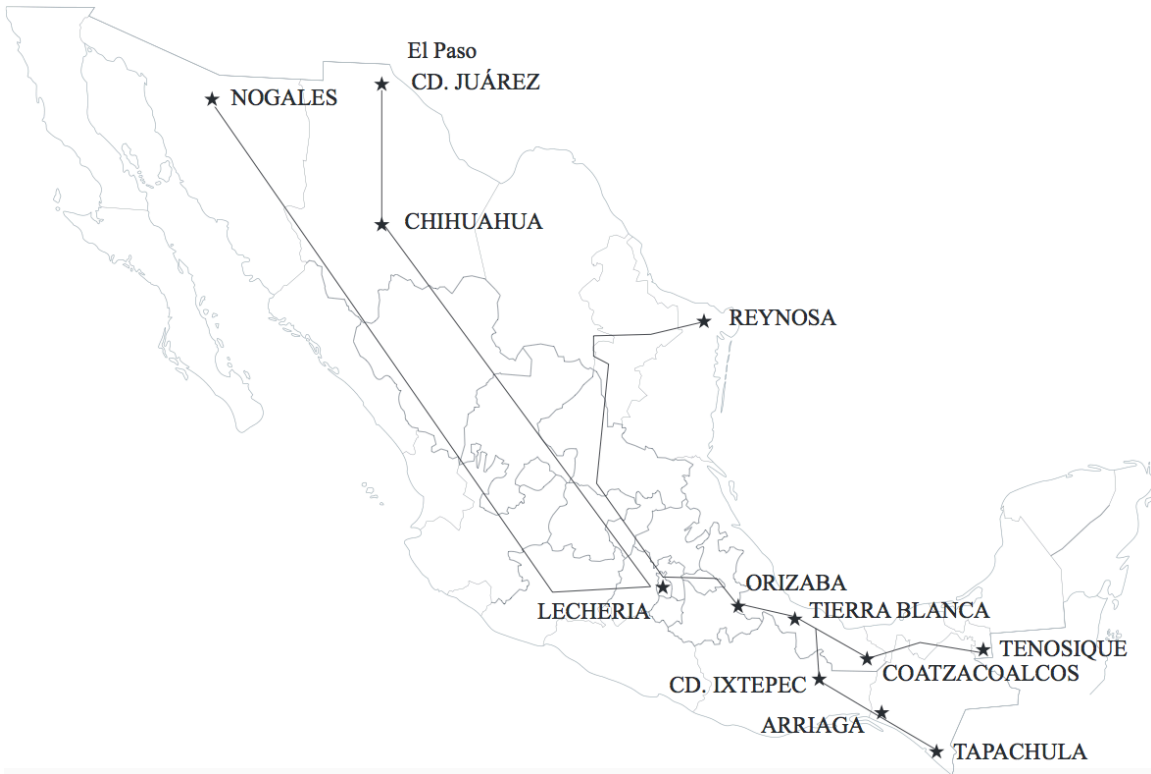 El Paso
CD. JUÁREZ
NOGALES
CHIHUAHUA
REYNOSA
ORIZABA
LECHERIA
TIERRA BLANCA
TENOSIQUE
COATZACOALCOS
CD. IXTEPEC
ARRIAGA
TAPACHULA